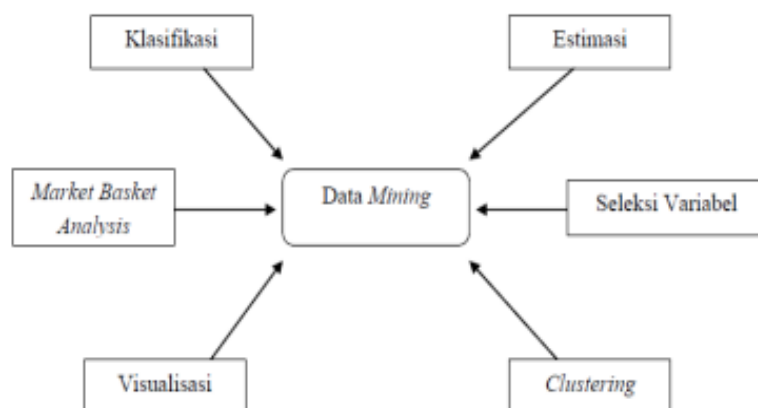 Klasifikasi
Estimasi
Market Basket
Analysis
Data Mining
Seleksi Variabel
Visualisasi
Clustering